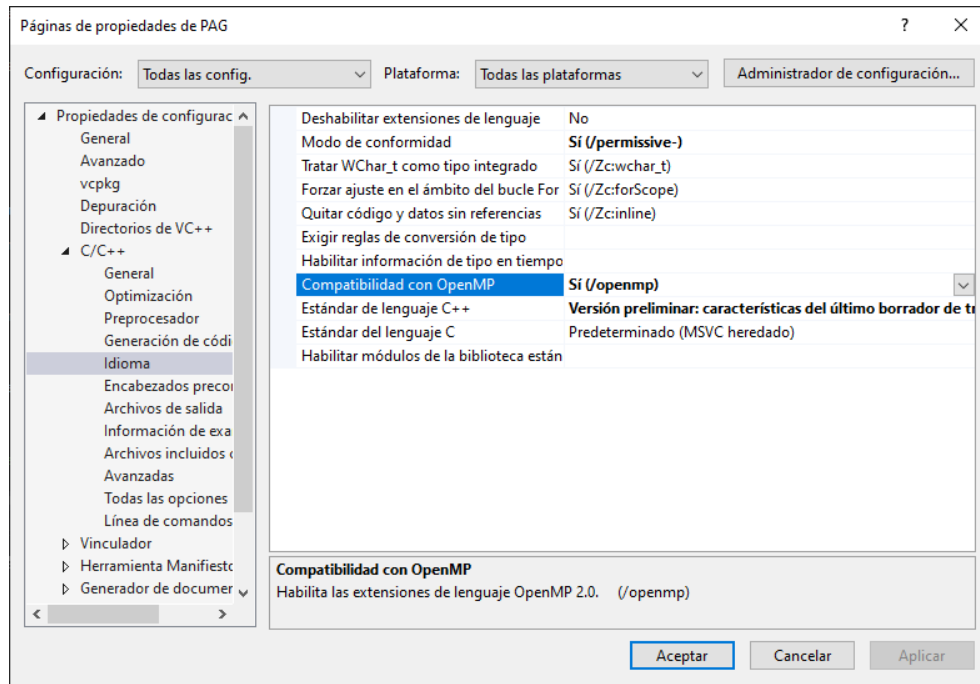 Páginas de propiedades de PAG
?
Configuración: Todas las config. Plataforma: Todas las plataformas Administrador de configuración...
Propiedades de configurac
General
Avanzado
vcpkg
Depuración
Directorios de VC++
C/C++
General
Optimización
Preprocesador
Generación de códi
Idioma
Encabezados precor
Archivos de salida
Información de exa
Archivos incluidos
Avanzadas
Todas las opciones
Línea de comandos
Vinculador
Herramienta Manifiesto
Generador de documer
Deshabilitar extensiones de lenguaje No
Modo de conformidad Sí (/permissive-)
Tratar WChar_t como tipo integrado Sí (/Zc:wchar_t)
Forzar ajuste en el ámbito del bucle For Sí (/Zc:forScope)
Quitar código y datos sin referencias Sí (/Zc:inline)
Exigir reglas de conversión de tipo
Habilitar información de tipo en tiempo
Compatibilidad con OpenMP Sí (/openmp)
Estándar de lenguaje C++ Versión preliminar: características del último borrador de tr
Estándar del lenguaje C Predeterminado (MSVC heredado)
Habilitar módulos de la biblioteca están
Compatibilidad con OpenMP
Habilita las extensiones de lenguaje OpenMP 2.0. (/openmp)
Aceptar Cancelar Aplicar